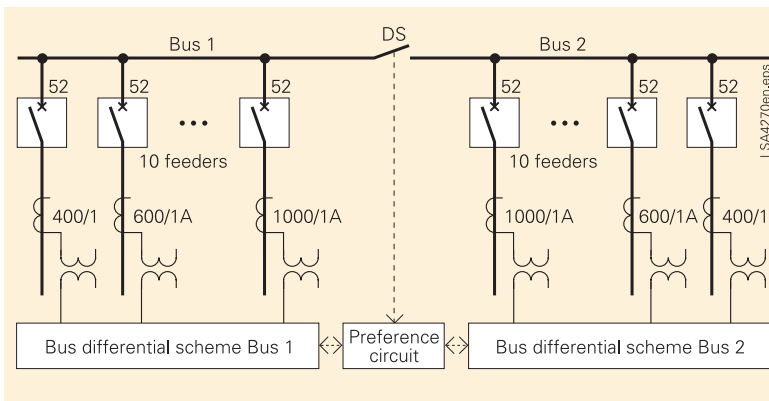 DS
Bus 1
Bus 2
52
52
52
52
52
52
10 feeders
10 feeders
400/1
600/1A
1000/1A
1000/1A
600/1A
400/1
Bus differential scheme Bus 1
Preference
circuit
Bus differential scheme Bus 2
LSA4270en.eps